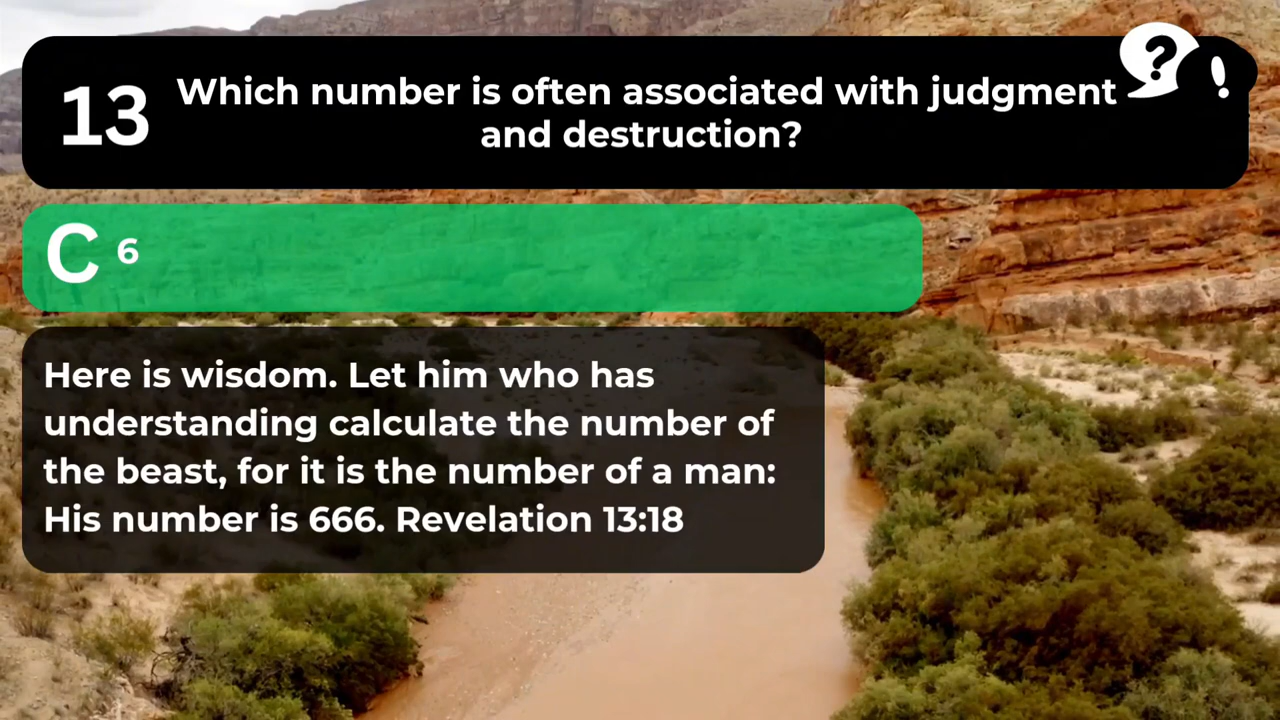 13
Which number is often associated with judgment
and destruction?
?
!
C 6
Here is wisdom. Let him who has
understanding calculate the number of
the beast, for it is the number of a man:
His number is 666. Revelation 13:18